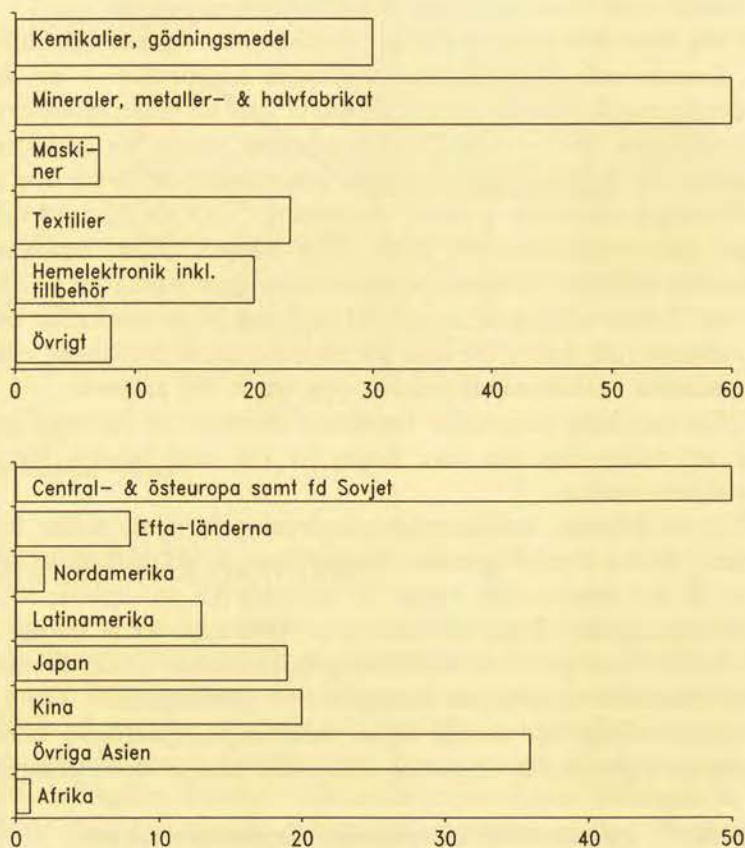 Kemikalier, gödningsmedel
Mineraler, metaller- & halvfabrikat
Maski-
ner
Textilier
Hemelektronik inkl.
tillbehör
Övrigt
0 10 20 30 40 50 60
Central- & östeuropa samt fd Sovjet
Efta-länderna
Nordamerika
Latinamerika
Japan
Kina
Övriga Asien
Afrika
0 10 20 30 40 50